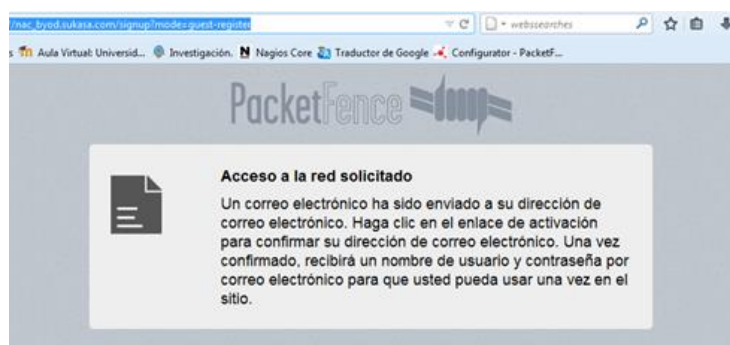 /nac_byod.sukasa.com/signup?mode=guest-register
websearches
s Aula Virtual: Universid... Investigación. Nagios Core Traductor de Google Configurator - PacketF...
PacketFence
Acceso a la red solicitado
Un correo electrónico ha sido enviado a su dirección de
correo electrónico. Haga clic en el enlace de activación
para confirmar su dirección de correo electrónico. Una vez
confirmado, recibirá un nombre de usuario y contraseña por
correo electrónico para que usted pueda usar una vez en el
sitio.